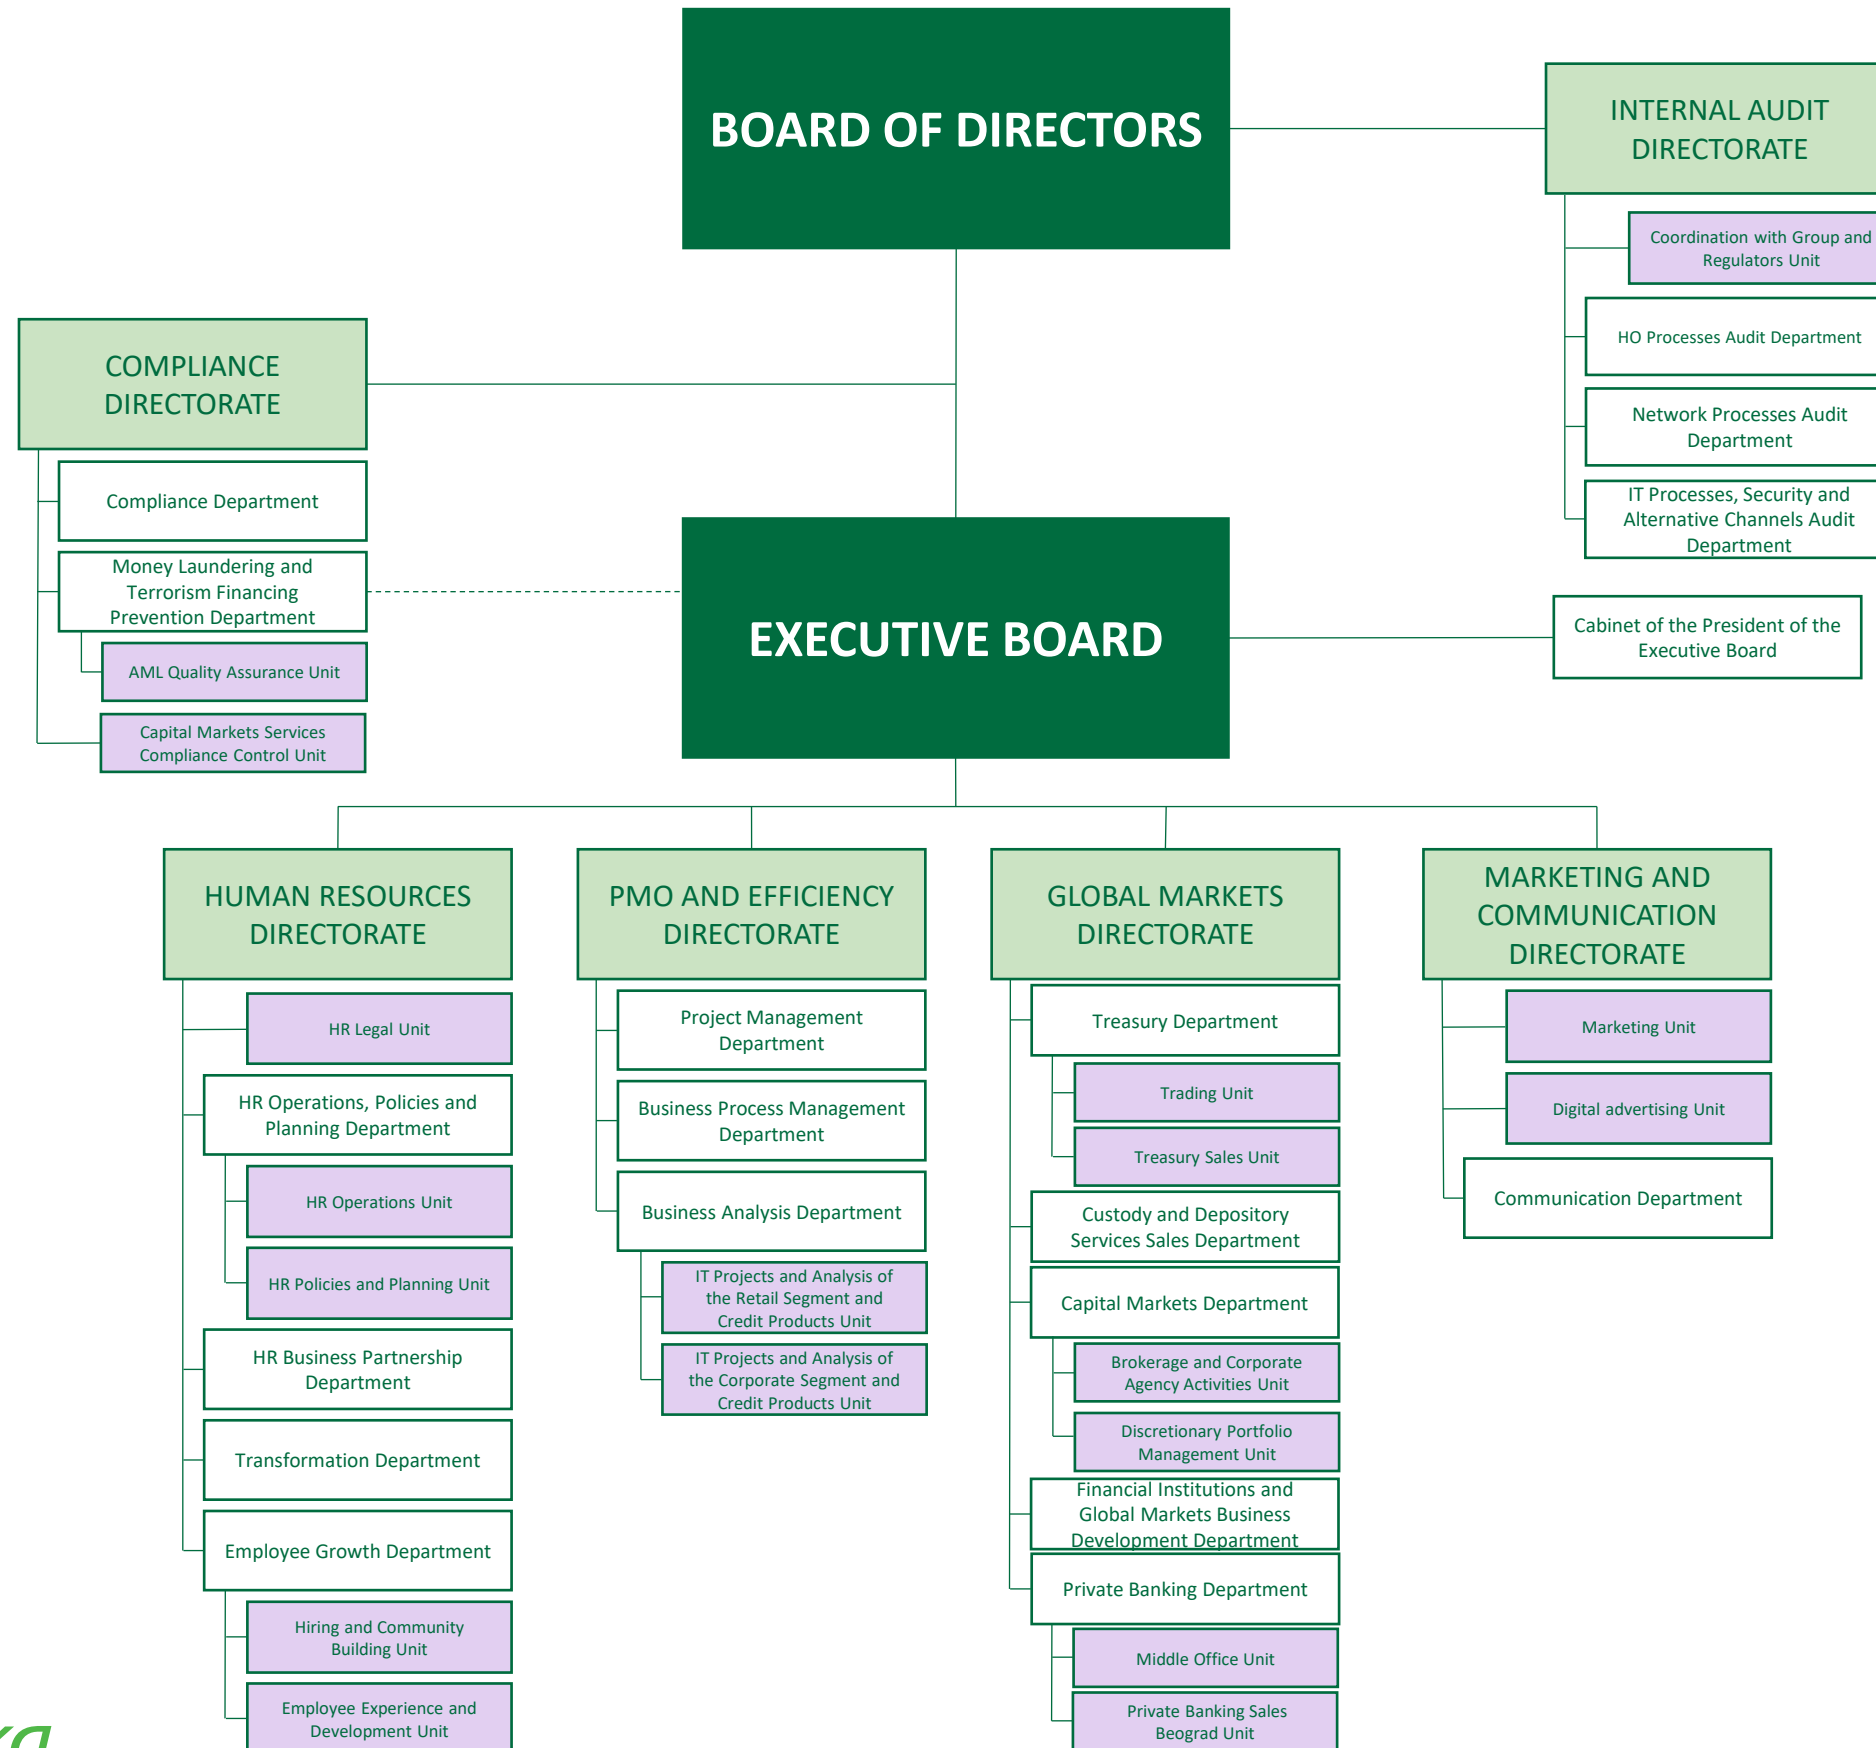 BOARD OF DIRECTORS
INTERNAL AUDIT
DIRECTORATE
Coordination with Group and
Regulators Unit
HO Processes Audit Department
Network Processes Audit
Department
IT Processes, Security and
Alternative Channels Audit
Department
COMPLIANCE
DIRECTORATE
Compliance Department
Money Laundering and
Terrorism Financing
Prevention Department
AML Quality Assurance Unit
Capital Markets Services
Compliance Control Unit
EXECUTIVE BOARD
Cabinet of the President of the
Executive Board
HUMAN RESOURCES
DIRECTORATE
HR Legal Unit
HR Operations, Policies and
Planning Department
HR Operations Unit
HR Policies and Planning Unit
HR Business Partnership
Department
Transformation Department
Employee Growth Department
Hiring and Community
Building Unit
Employee Experience and
Development Unit
PMO AND EFFICIENCY
DIRECTORATE
Project Management
Department
Business Process Management
Department
Business Analysis Department
IT Projects and Analysis of
the Retail Segment and
Credit Products Unit
IT Projects and Analysis of
the Corporate Segment and
Credit Products Unit
GLOBAL MARKETS
DIRECTORATE
Treasury Department
Trading Unit
Treasury Sales Unit
Custody and Depository
Services Sales Department
Capital Markets Department
Brokerage and Corporate
Agency Activities Unit
Discretionary Portfolio
Management Unit
Financial Institutions and
Global Markets Business
Development Department
Private Banking Department
Middle Office Unit
Private Banking Sales
Beograd Unit
MARKETING AND
COMMUNICATION
DIRECTORATE
Marketing Unit
Digital advertising Unit
Communication Department